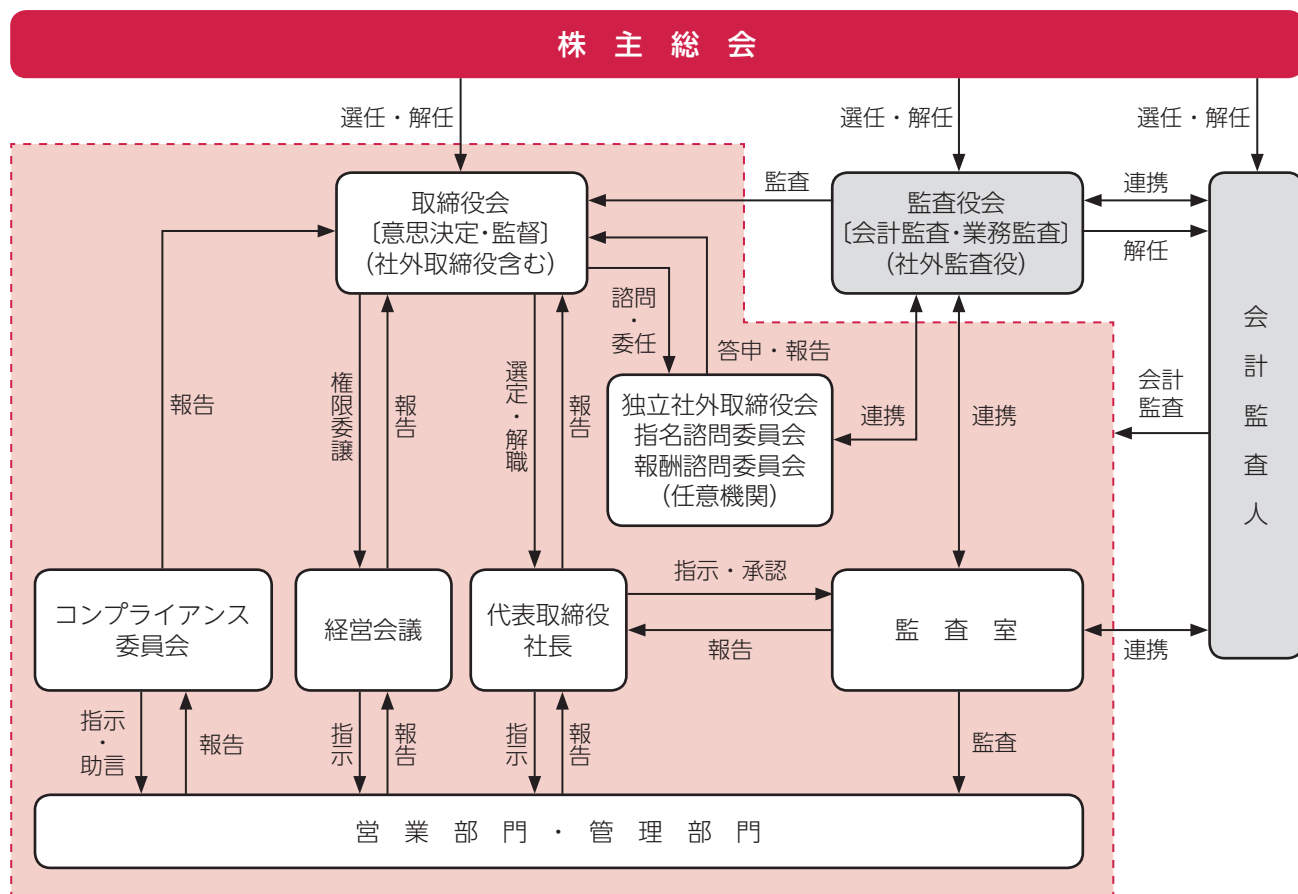 株主総会
選任・解任
選任・解任
選任・解任
取締役会
〔意思決定・監督〕
(社外取締役含む)
監査
監査役会
〔会計監査・業務監査〕
(社外監査役)
連携
解任
会計監査人
諮問
・
委任
答申・報告
報告
権限委譲
報告
選定・解職
報告
独立社外取締役会
指名諮問委員会
報酬諮問委員会
(任意機関)
連携
連携
会計
監査
コンプライアンス
委員会
経営会議
代表取締役
社長
指示・承認
報告
監査室
連携
指示
・
助言
報告
指示
報告
指示
報告
監査
営業部門・管理部門